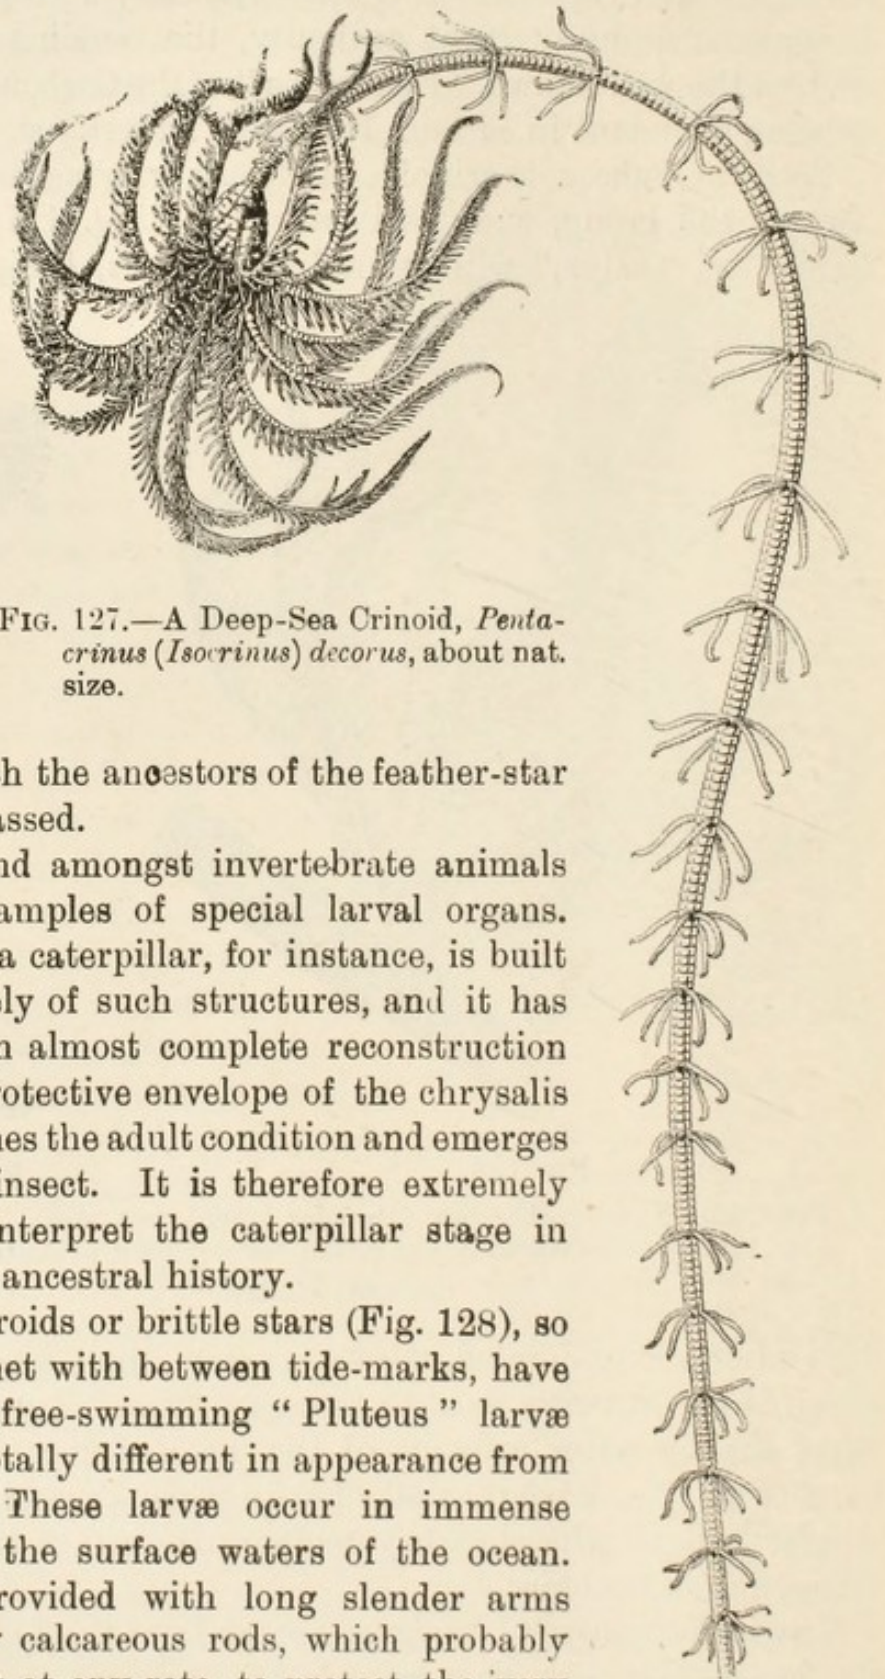 FIG. 127.—A Deep-Sea Crinoid, Penta-
crinus (Isocrinus) decorus, about nat.
size.
h the ancestors of the feather-star
assed.
nd amongst invertebrate animals
amples of special larval organs.
a caterpillar, for instance, is built
ly of such structures, and it has
n almost complete reconstruction
rotective envelope of the chrysalis
nes the adult condition and emerges
insect. It is therefore extremely
nterpret the caterpillar stage in
ancestral history.
roids or brittle stars (Fig. 128), so
net with between tide-marks, have
free-swimming “ Pluteus ” larvæ
tally different in appearance from
These larvæ occur in immense
the surface waters of the ocean.
rovided with long slender arms
calcareous rods, which probably